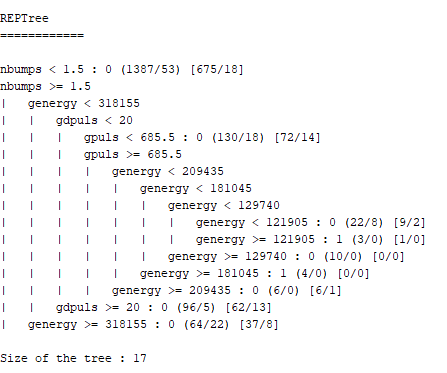 REPTree
============
nbumps < 1.5 : 0 (1387/53) [675/18]
nbumps >= 1.5
|   genergy < 318155
|   |   gdpuls < 20
|   |   |   gpuls < 685.5 : 0 (130/18) [72/14]
|   |   |   gpuls >= 685.5
|   |   |   |   genergy < 209435
|   |   |   |   |   genergy < 181045
|   |   |   |   |   |   genergy < 129740
|   |   |   |   |   |   |   genergy < 121905 : 0 (22/8) [9/2]
|   |   |   |   |   |   |   genergy >= 121905 : 1 (3/0) [1/0]
|   |   |   |   |   |   genergy >= 129740 : 0 (10/0) [0/0]
|   |   |   |   |   genergy >= 181045 : 1 (4/0) [0/0]
|   |   |   |   genergy >= 209435 : 0 (6/0) [6/1]
|   |   gdpuls >= 20 : 0 (96/5) [62/13]
|   genergy >= 318155 : 0 (64/22) [37/8]
Size of the tree : 17